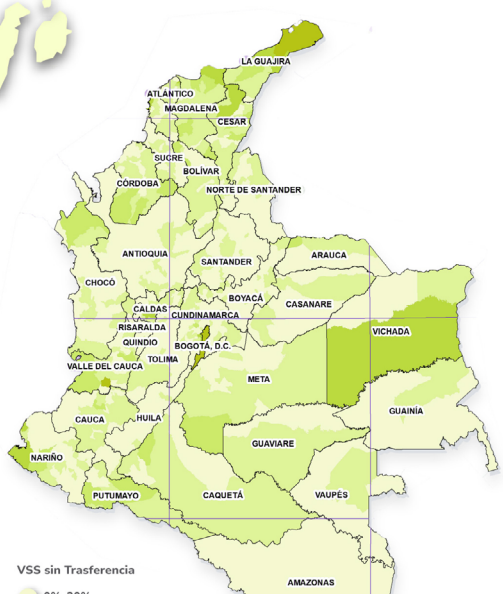 LA GUAJIRA
ATLÁNTICO
MAGDALENA
CESAR
SUCRE
BOLÍVAR
CÓRDOBA
NORTE DE SANTANDER
ANTIOQUIA
ARAUCA
SANTANDER
CHOCÓ
BOYACÁ
CASANARE
CALDAS
CUNDINAMARCA
RISARALDA
VICHADA
QUINDIO
BOGOTÁ, D.C.
TOLIMA
VALLE DEL CAUCA
META
GUAINÍA
CAUCA
HUILA
GUAVIARE
NARIÑO
PUTUMAYO
CAQUETÁ
VAUPÉS
VSS sin Trasferencia
AMAZONAS